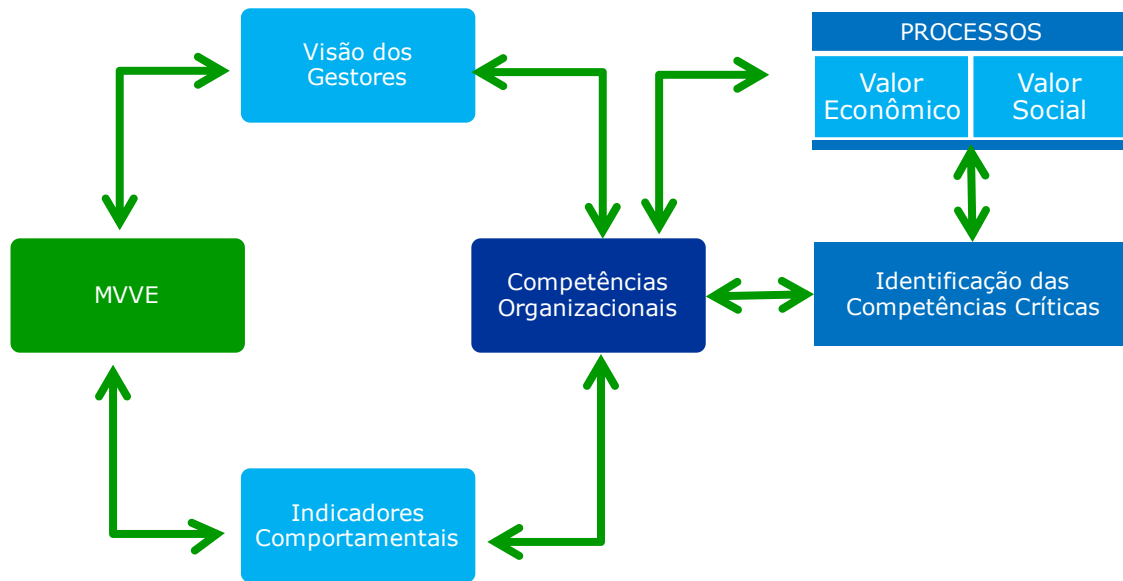 Visão dos
Gestores
PROCESSOS
Valor
Econômico
Valor
Social
MVVE
Competências
Organizacionais
Identificação das
Competências Críticas
Indicadores
Comportamentais